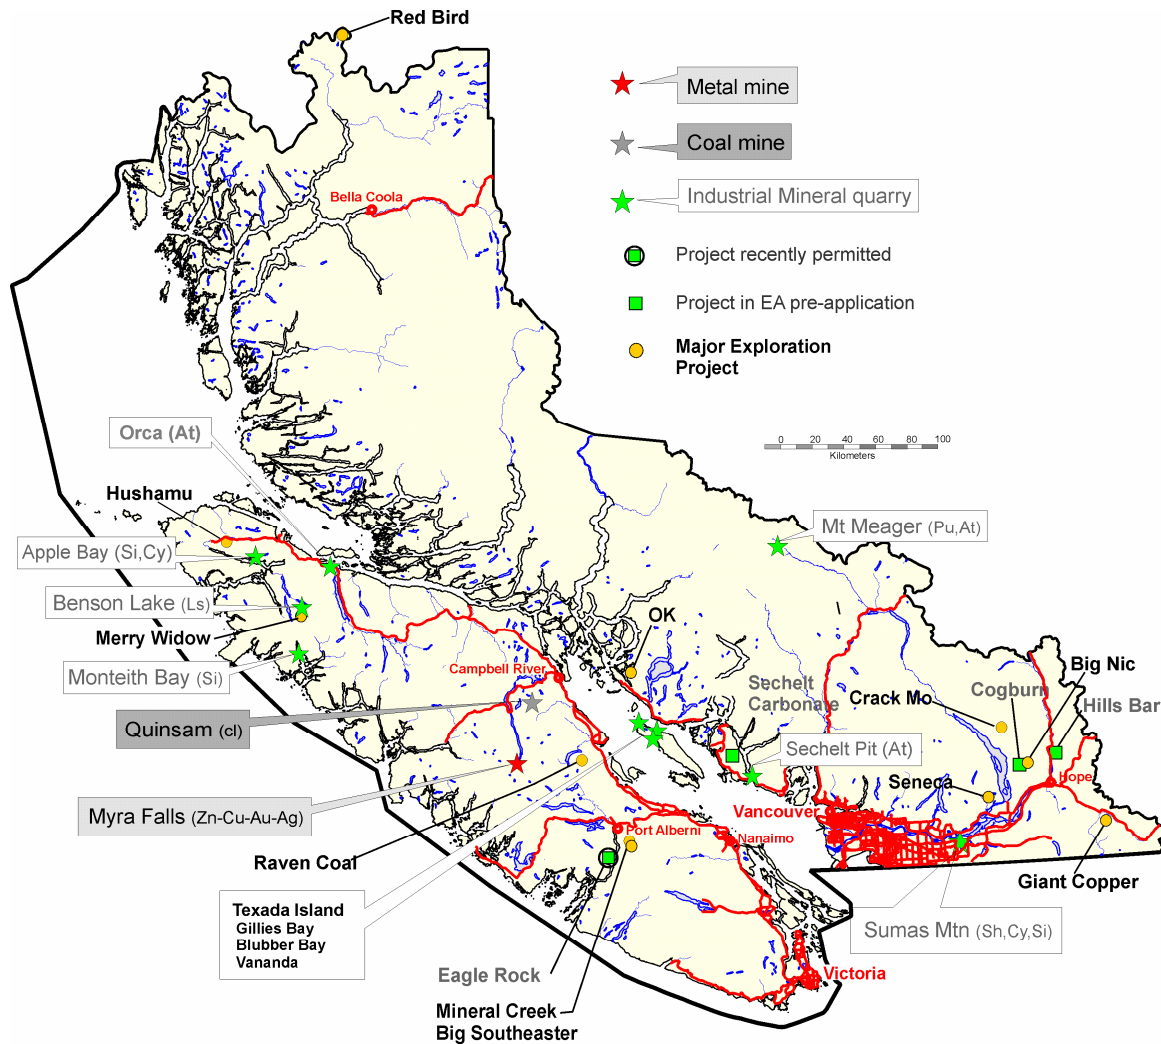 Red Bird
Metal mine
Coal mine
Industrial Mineral quarry
Bella Coola
Project recently permitted
Project in EA pre-application
Major Exploration
Project
Orca (At)
0 20 40 60 80 100
Kilometers
Hushamu
Mt Meager (Pu,At)
Apple Bay (Si,Cy)
Benson Lake (Ls)
OK
Merry Widow
Campbell River
Big Nic
Monteith Bay (Si)
Sechelt
Carbonate
Crack Mo
Cogburn
Hills Bar
Quinsam (cl)
Sechelt Pit (At)
Hope
Seneca
Myra Falls (Zn-Cu-Au-Ag)
Vancouver
Port Alberni
Nanaimo
Raven Coal
Giant Copper
Texada Island
Gillies Bay
Blubber Bay
Vananda
Sumas Mtn (Sh,Cy,Si)
Eagle Rock
Victoria
Mineral Creek
Big Southeaster